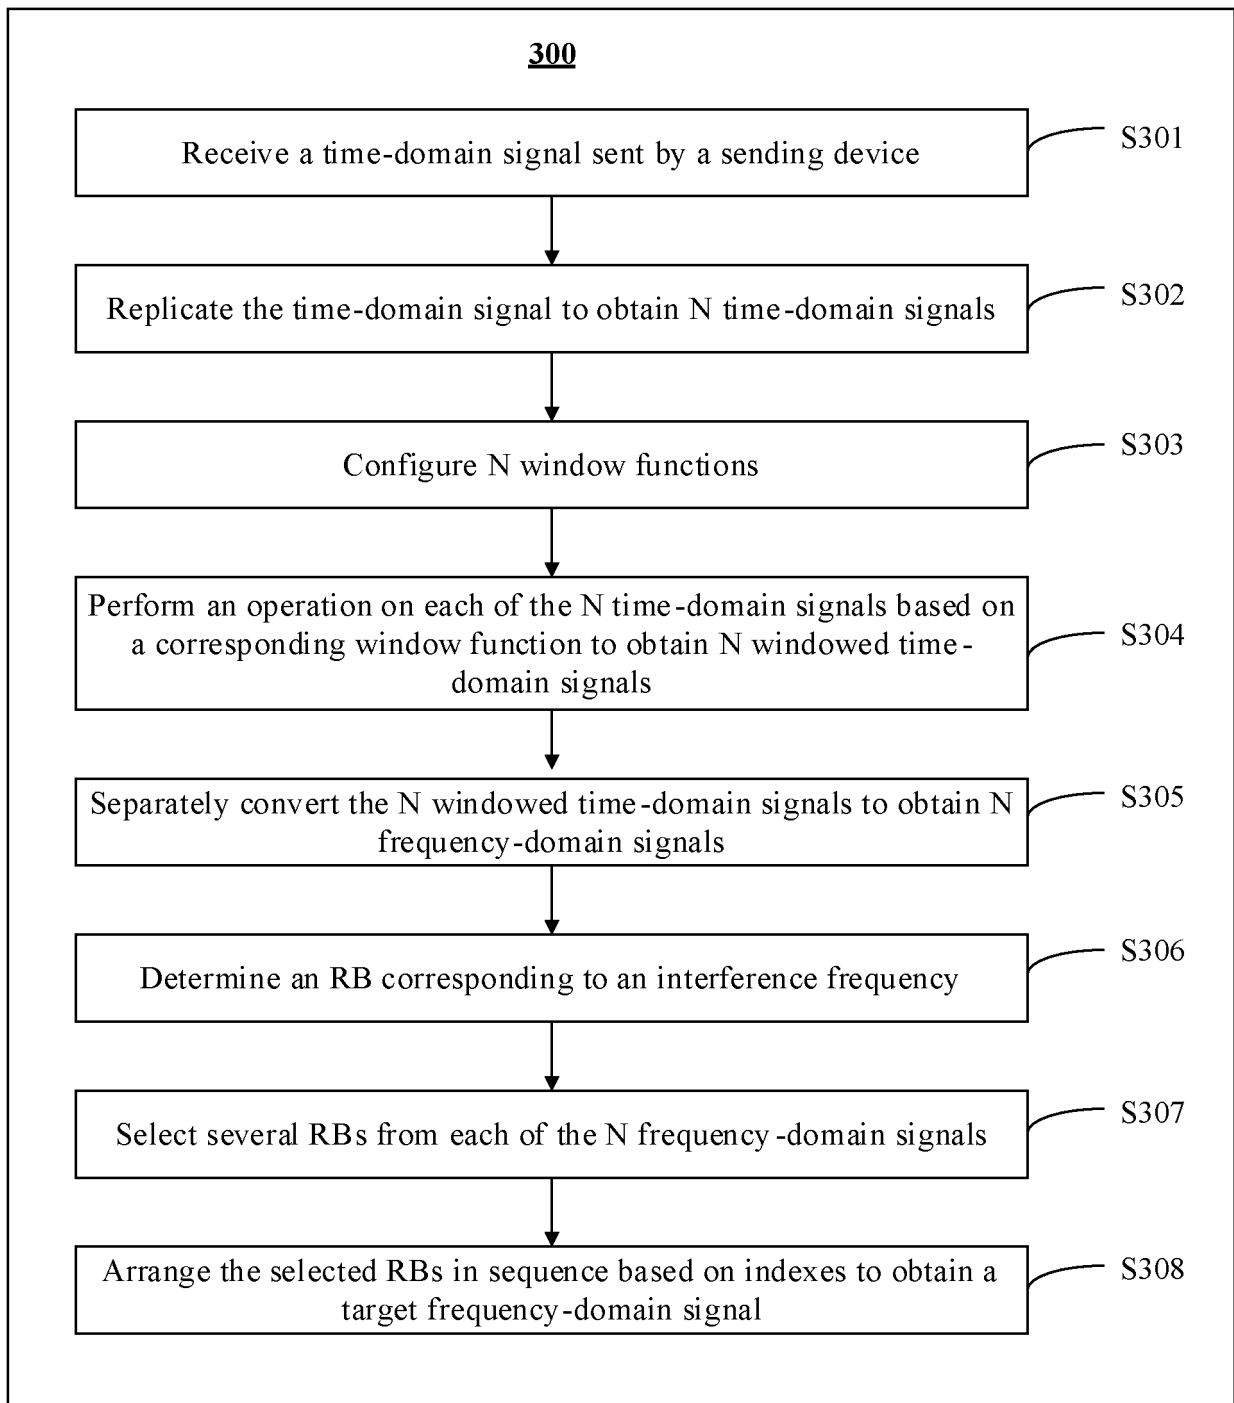 300
Receive a time-domain signal sent by a sending device
S301
Replicate the time-domain signal to obtain N time-domain signals
S302
Configure N window functions
S303
Perform an operation on each of the N time-domain signals based on
a corresponding window function to obtain N windowed time-
domain signals
S304
Separately convert the N windowed time-domain signals to obtain N
frequency-domain signals
S305
Determine an RB corresponding to an interference frequency
S306
Select several RBs from each of the N frequency-domain signals
S307
Arrange the selected RBs in sequence based on indexes to obtain a
target frequency-domain signal
S308